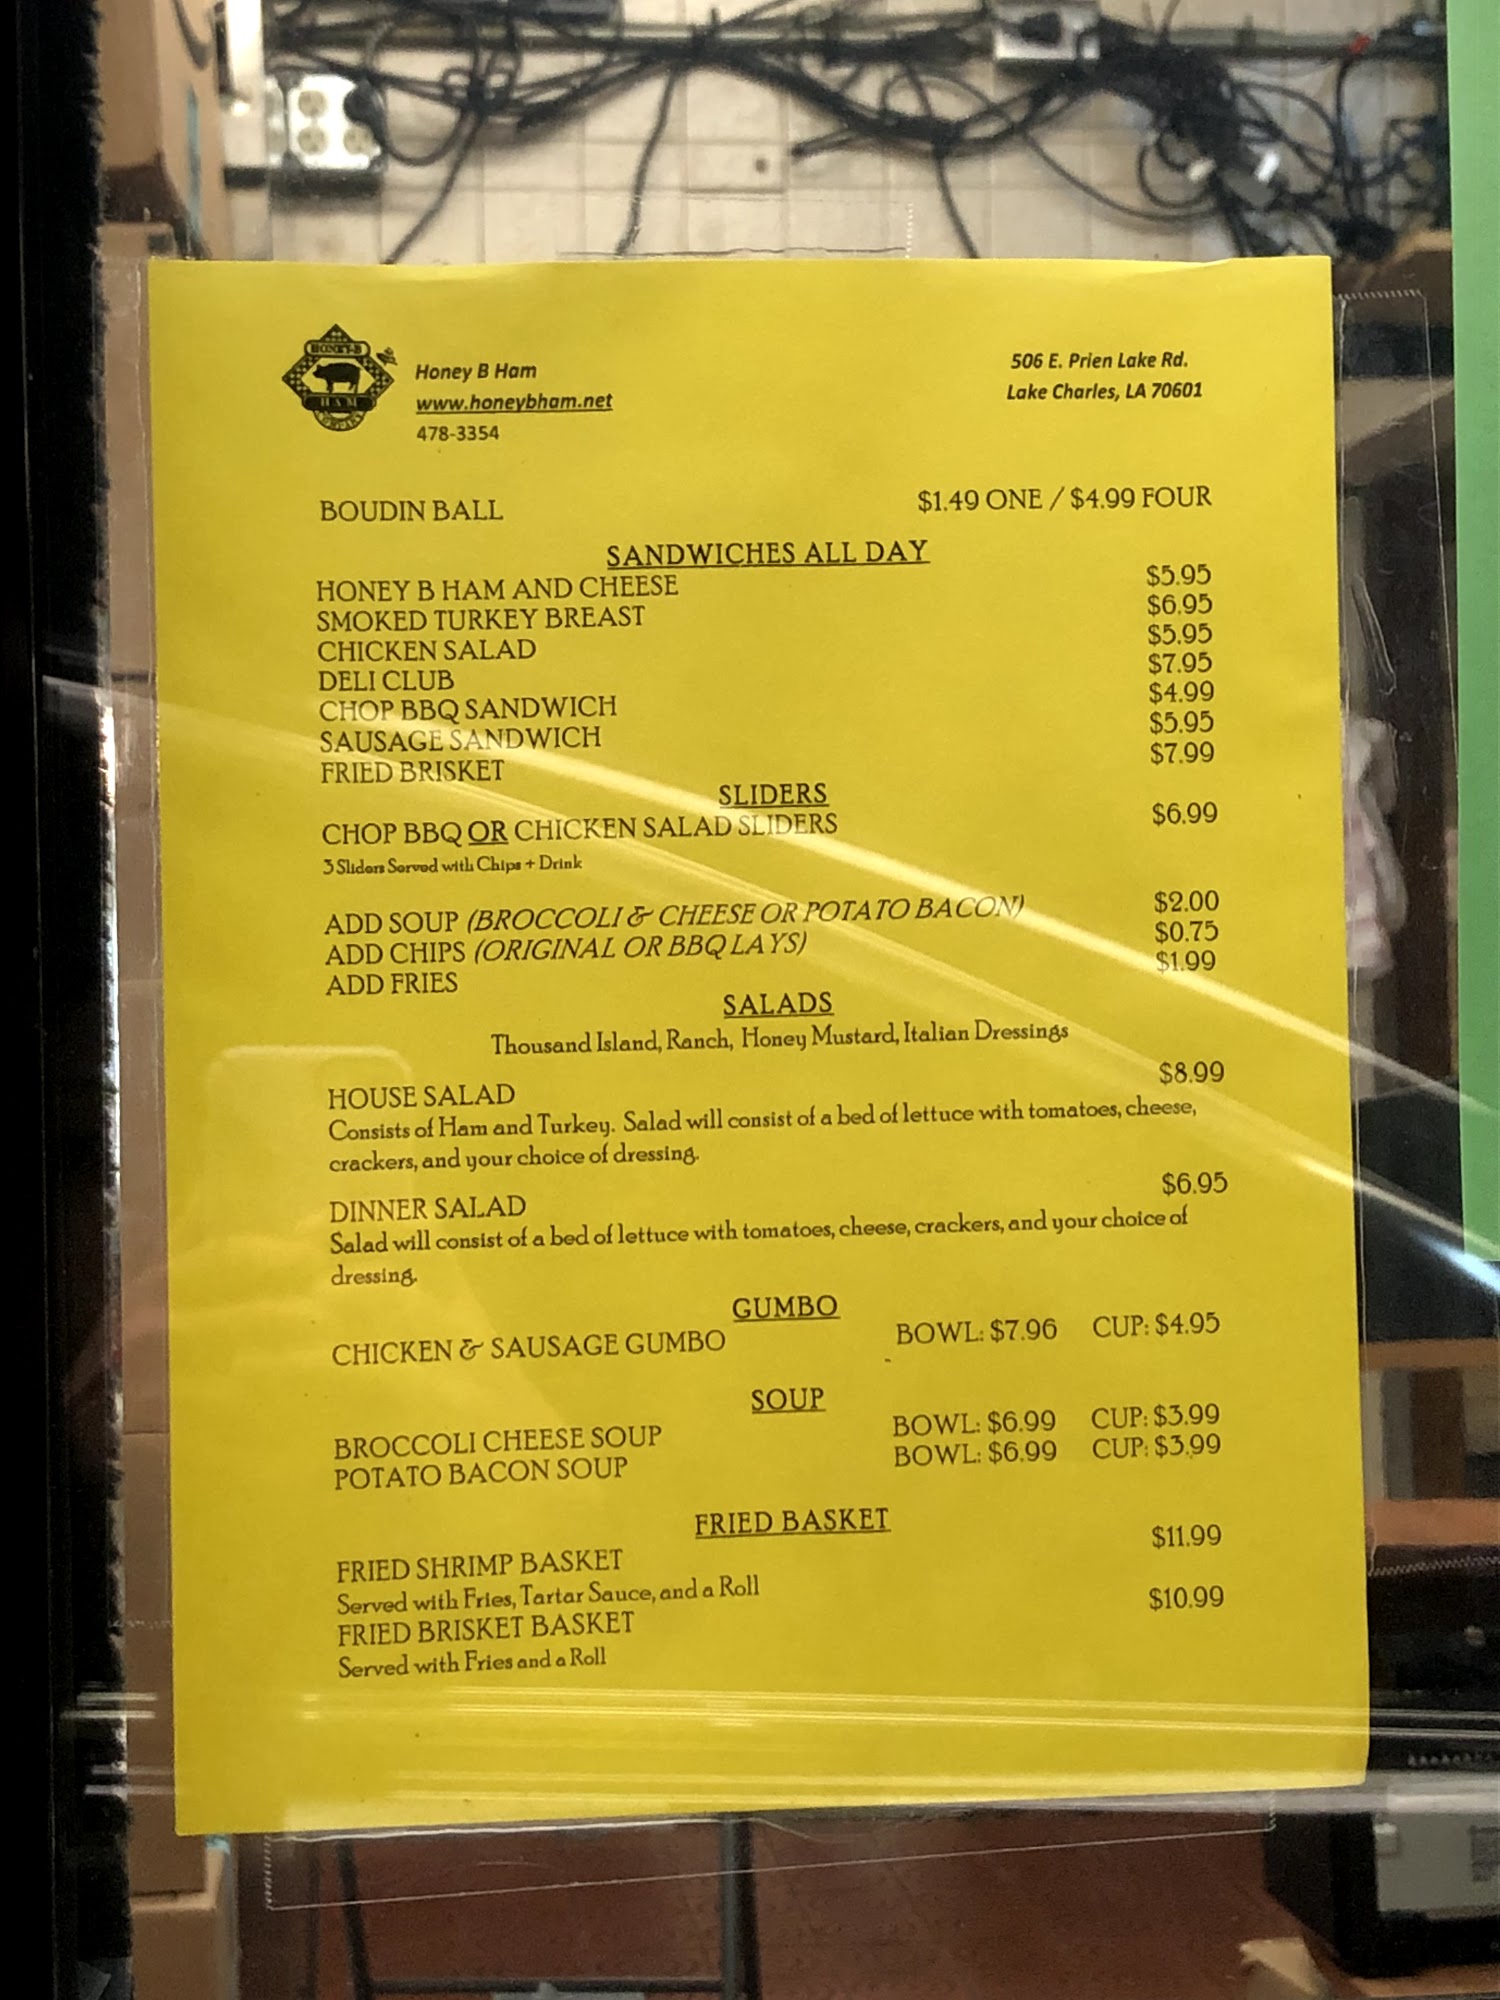 HONEY-B
HAM
COMPANY
Honey B Ham
www.honeybham.net
478-3354
506 E. Prien Lake Rd.
Lake Charles, LA 70601
BOUDIN BALL $1.49 ONE / $4.99 FOUR
SANDWICHES ALL DAY
HONEY B HAM AND CHEESE $5.95
SMOKED TURKEY BREAST $6.95
CHICKEN SALAD $5.95
DELI CLUB $7.95
CHOP BBQ SANDWICH $4.99
SAUSAGE SANDWICH $5.95
FRIED BRISKET $7.99
SLIDERS
CHOP BBQ OR CHICKEN SALAD SLIDERS $6.99
3 Sliders Served with Chips + Drink
ADD SOUP (BROCCOLI & CHEESE OR POTATO BACON) $2.00
ADD CHIPS (ORIGINAL OR BBQ LAYS) $0.75
ADD FRIES $1.99
SALADS
Thousand Island, Ranch, Honey Mustard, Italian Dressings
HOUSE SALAD $8.99
Consists of Ham and Turkey. Salad will consist of a bed of lettuce with tomatoes, cheese,
crackers, and your choice of dressing.
DINNER SALAD $6.95
Salad will consist of a bed of lettuce with tomatoes, cheese, crackers, and your choice of
dressing.
GUMBO
CHICKEN & SAUSAGE GUMBO BOWL: $7.96 CUP: $4.95
SOUP
BROCCOLI CHEESE SOUP BOWL: $6.99 CUP: $3.99
POTATO BACON SOUP BOWL: $6.99 CUP: $3.99
FRIED BASKET
FRIED SHRIMP BASKET $11.99
Served with Fries, Tartar Sauce, and a Roll
FRIED BRISKET BASKET $10.99
Served with Fries and a Roll